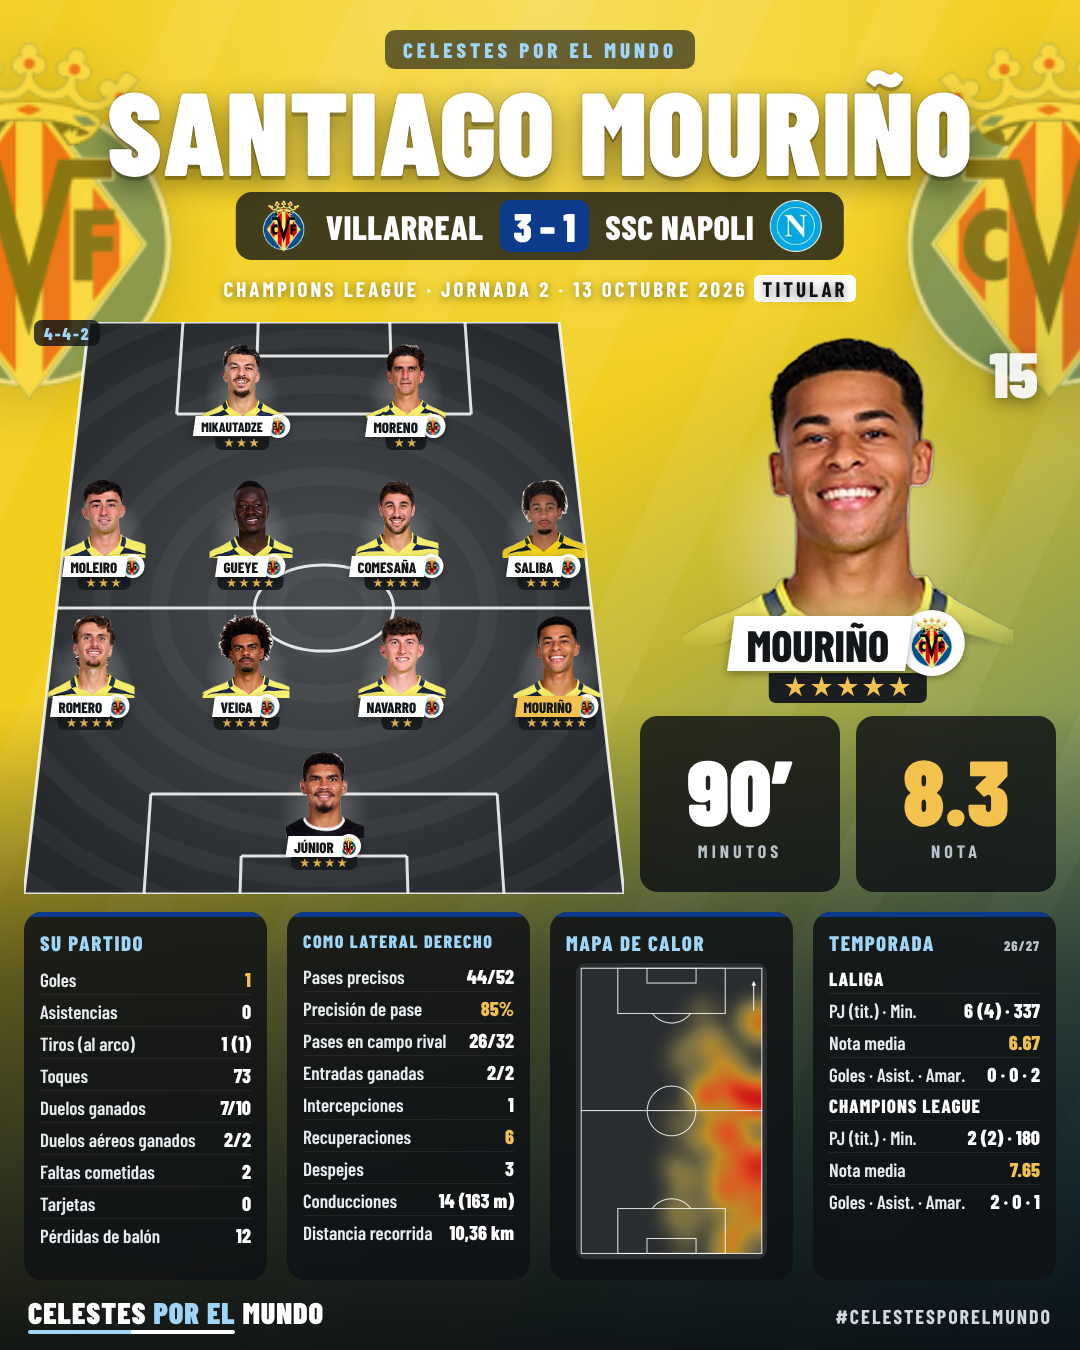 CELESTES POR EL MUNDO
SANTIAGO MOURIÑO
VILLARREAL 3 - 1 SSC NAPOLI N
CHAMPIONS LEAGUE · JORNADA 2 · 13 OCTUBRE 2026 TITULAR
4-4-2
15
MIKAUTADZE
MORENO
MOLEIRO
GUEYE
COMESAÑA
SALIBA
ROMERO
VEIGA
NAVARRO
MOURIÑO
JÚNIOR
MOURIÑO
90'
MINUTOS
8.3
NOTA
SU PARTIDO
Goles 1
Asistencias 0
Tiros (al arco) 1 (1)
Toques 73
Duelos ganados 7/10
Duelos aéreos ganados 2/2
Faltas cometidas 2
Tarjetas 0
Pérdidas de balón 12
COMO LATERAL DERECHO
Pases precisos 44/52
Precisión de pase 85%
Pases en campo rival 26/32
Entradas ganadas 2/2
Intercepciones 1
Recuperaciones 6
Despejes 3
Conducciones 14 (163 m)
Distancia recorrida 10,36 km
MAPA DE CALOR
TEMPORADA 26/27
LALIGA
PJ (tit.) · Min. 6 (4) · 337
Nota media 6.67
Goles · Asist. · Amar. 0 · 0 · 2
CHAMPIONS LEAGUE
PJ (tit.) · Min. 2 (2) · 180
Nota media 7.65
Goles · Asist. · Amar. 2 · 0 · 1
CELESTES POR EL MUNDO
#CELESTESPORELMUNDO